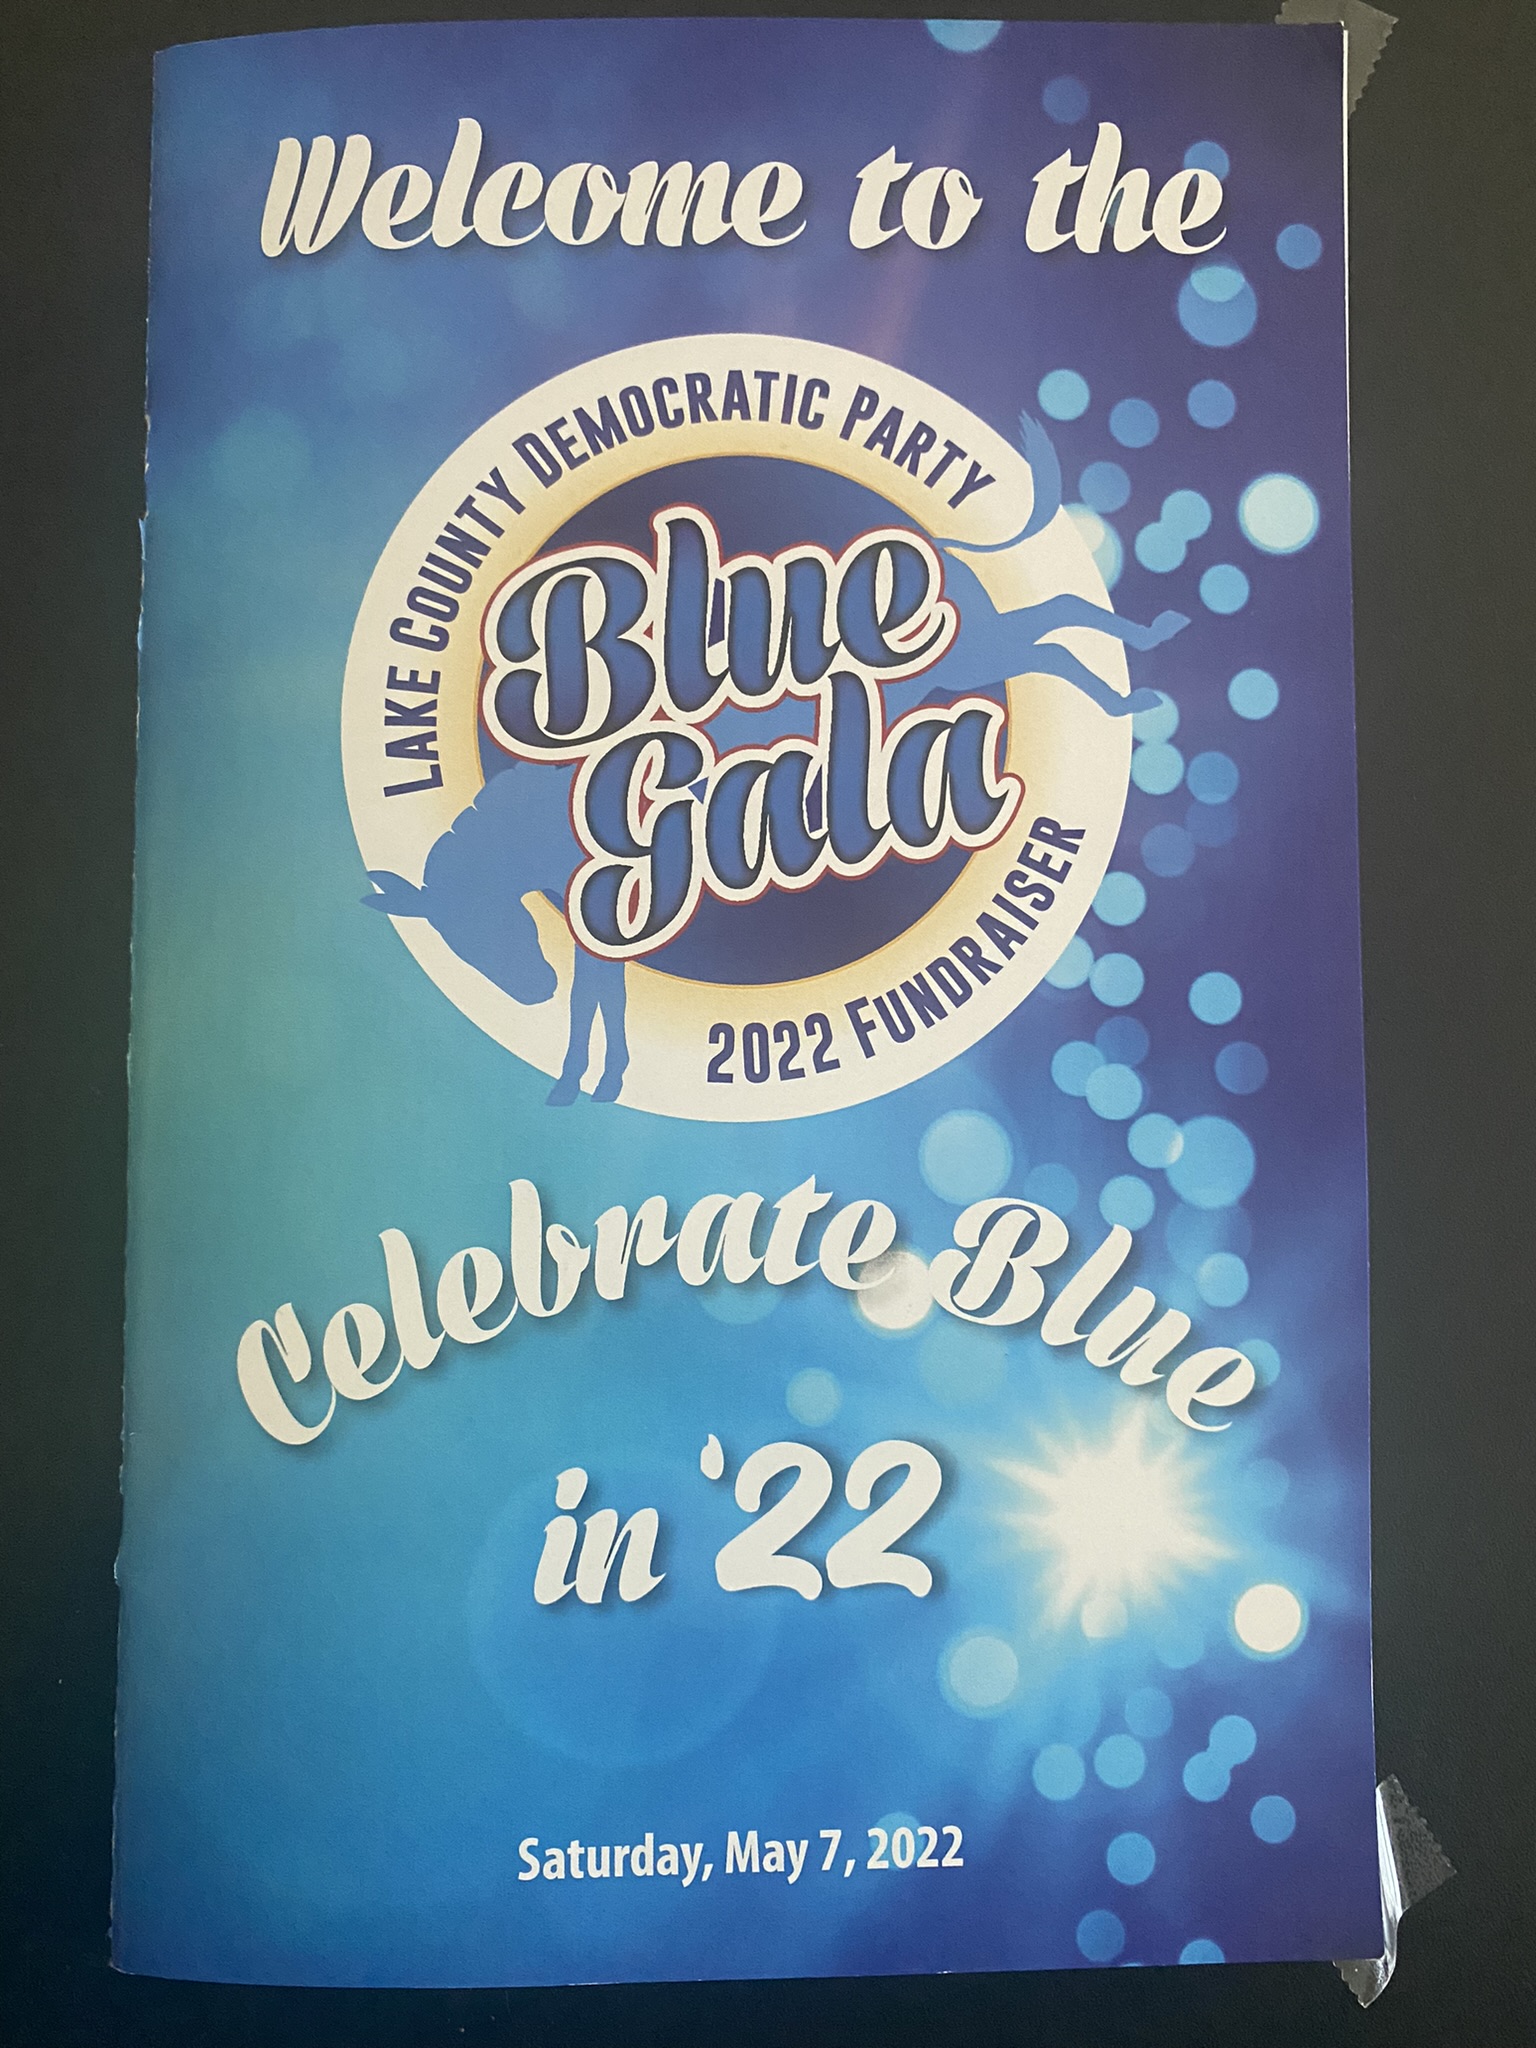 Welcome to the
LAKE COUNTY DEMOCRATIC PARTY
Blue
Gala
2022 FUNDRAISER
Celebrate Blue
in '22
Saturday, May 7, 2022